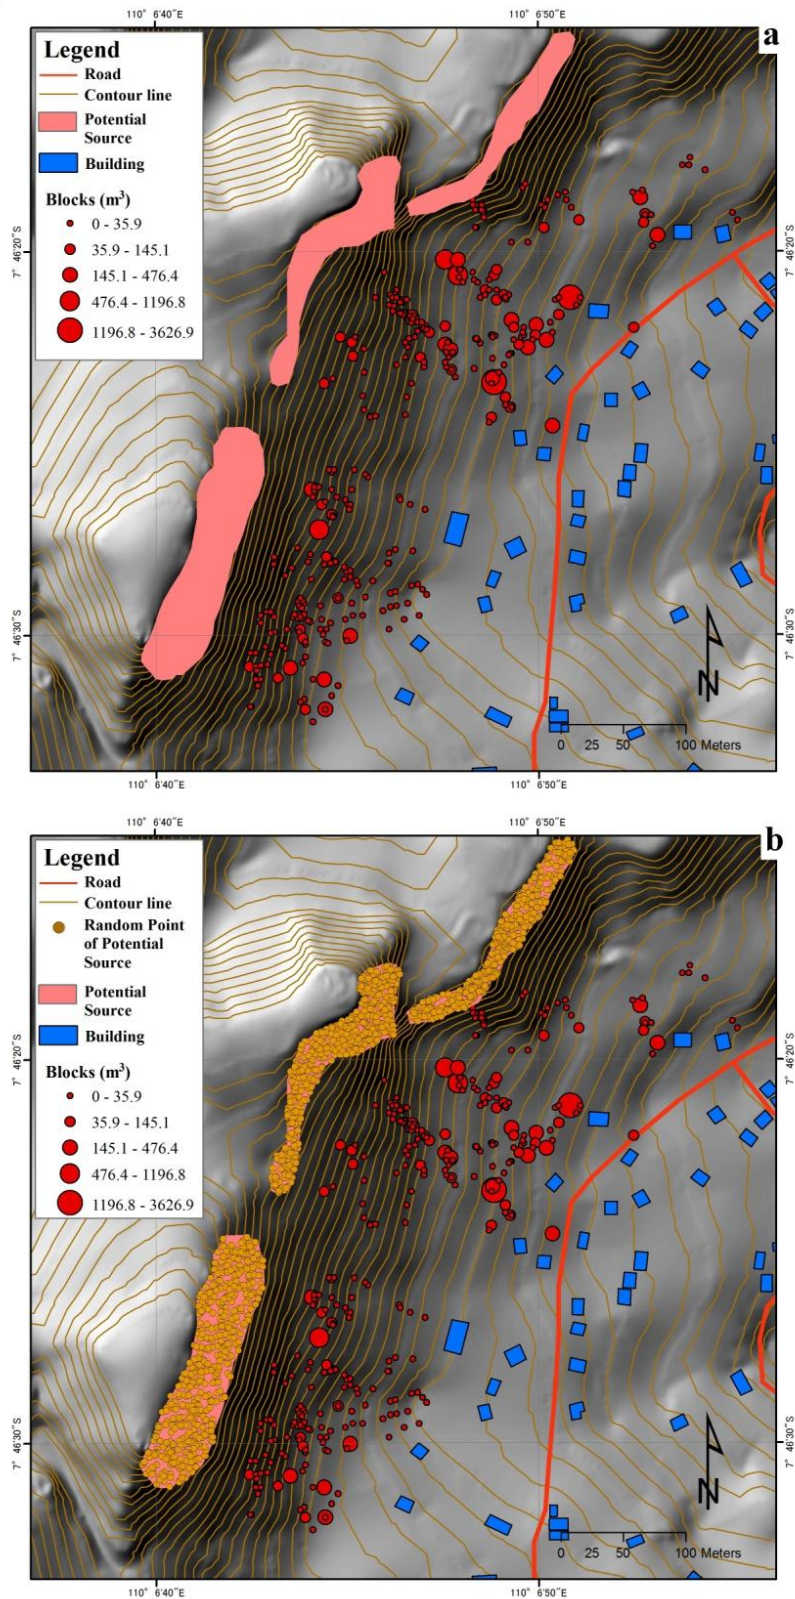 110° 6'40"E
110° 6'50"E
a
Legend
Road
Contour line
Potential
Source
Building
Blocks (m³)
0 - 35.9
35.9 - 145.1
145.1 - 476.4
476.4 - 1196.8
1196.8 - 3626.9
7° 46'20"S
7° 46'20"S
7° 46'30"S
7° 46'30"S
N
0 25 50 100 Meters
110° 6'40"E
110° 6'50"E
110° 6'40"E
110° 6'50"E
b
Legend
Road
Contour line
Random Point
of Potential
Source
Potential
Source
Building
Blocks (m³)
0 - 35.9
35.9 - 145.1
145.1 - 476.4
476.4 - 1196.8
1196.8 - 3626.9
7° 46'20"S
7° 46'20"S
7° 46'30"S
7° 46'30"S
N
0 25 50 100 Meters
110° 6'40"E
110° 6'50"E